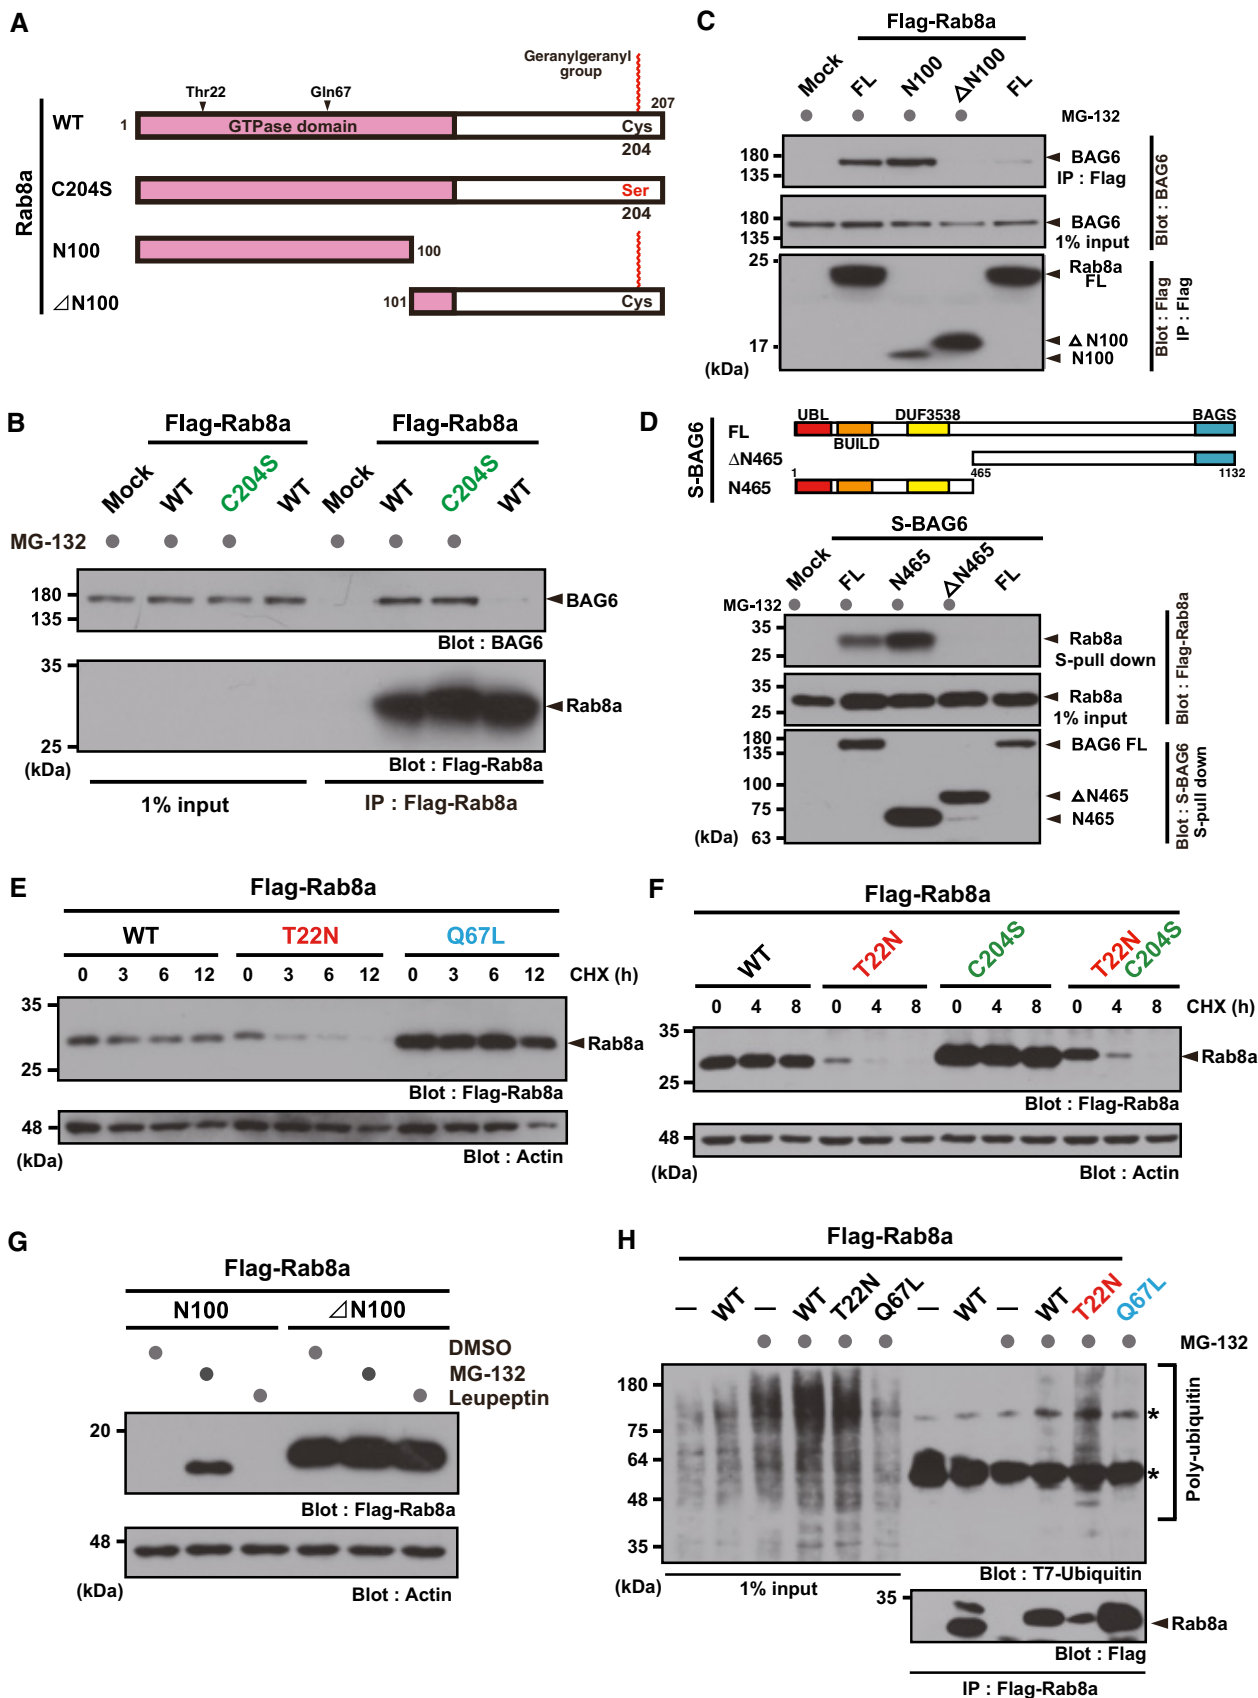 A
Rab8a
Geranylgeranyl
group
Thr22
Gln67
207
WT
1
GTPase domain
Cys
204
C204S
Ser
204
N100
100
⊿N100
101
Cys
B
Flag-Rab8a
Flag-Rab8a
Mock
WT
C204S
WT
Mock
WT
C204S
WT
MG-132
180
135
BAG6
Blot : BAG6
35
25
Rab8a
(kDa)
Blot : Flag-Rab8a
1% input
IP : Flag-Rab8a
C
Flag-Rab8a
Mock
FL
N100
ΔN100
FL
MG-132
180
135
BAG6
IP : Flag
180
135
BAG6
1% input
Blot : BAG6
25
17
Rab8a
FL
Δ N100
N100
(kDa)
Blot : Flag
IP : Flag
D
S-BAG6
UBL
DUF3538
BAGS
FL
BUILD
ΔN465
1
465
1132
N465
S-BAG6
Mock
FL
N465
ΔN465
FL
MG-132
35
25
Rab8a
S-pull down
35
25
Rab8a
1% input
Blot : Flag-Rab8a
180
135
100
75
63
BAG6 FL
ΔN465
N465
(kDa)
Blot : S-BAG6
S-pull down
E
Flag-Rab8a
WT
T22N
Q67L
0 3 6 12 0 3 6 12 0 3 6 12 CHX (h)
35
25
Rab8a
Blot : Flag-Rab8a
48
(kDa)
Blot : Actin
F
Flag-Rab8a
WT
T22N
C204S
T22N
C204S
0 4 8 0 4 8 0 4 8 0 4 8 CHX (h)
35
25
Rab8a
Blot : Flag-Rab8a
48
(kDa)
Blot : Actin
G
Flag-Rab8a
N100
⊿N100
DMSO
MG-132
Leupeptin
20
Blot : Flag-Rab8a
48
(kDa)
Blot : Actin
H
Flag-Rab8a
—
WT
—
WT
T22N
Q67L
—
WT
—
WT
T22N
Q67L
MG-132
180
75
64
48
35
*
*
Poly-ubiquitin
(kDa)
1% input
Blot : T7-Ubiquitin
35
Rab8a
Blot : Flag
IP : Flag-Rab8a